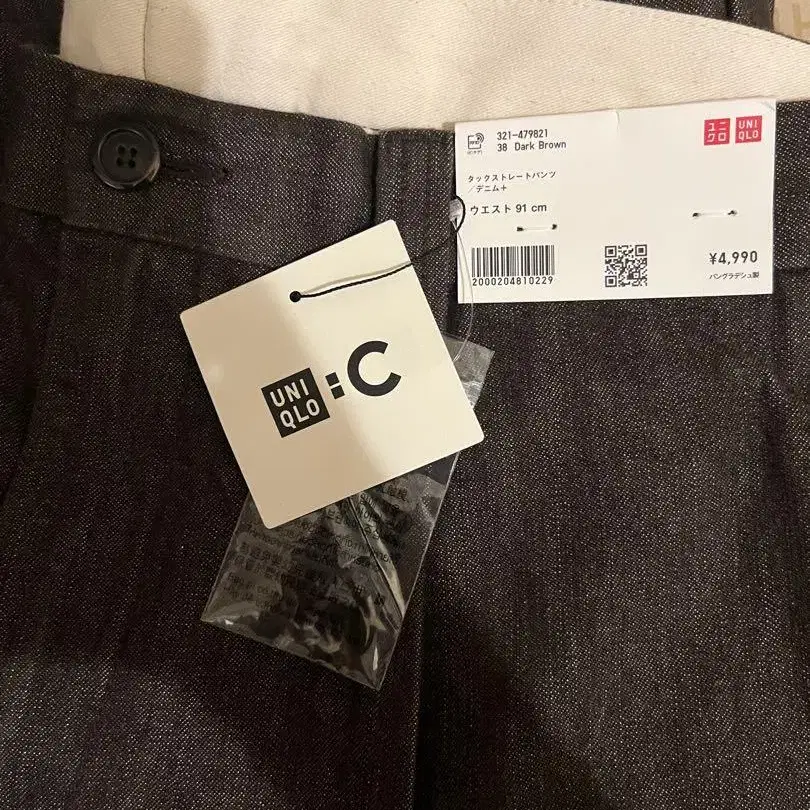 321-479821
38 Dark Brown
ユニ
クロ
UNI
QLO
タックストレートパンツ
/デニム+
ウエスト 91 cm
2000204810229
¥4,990
バングラデシュ製
UNI
QLO
:C